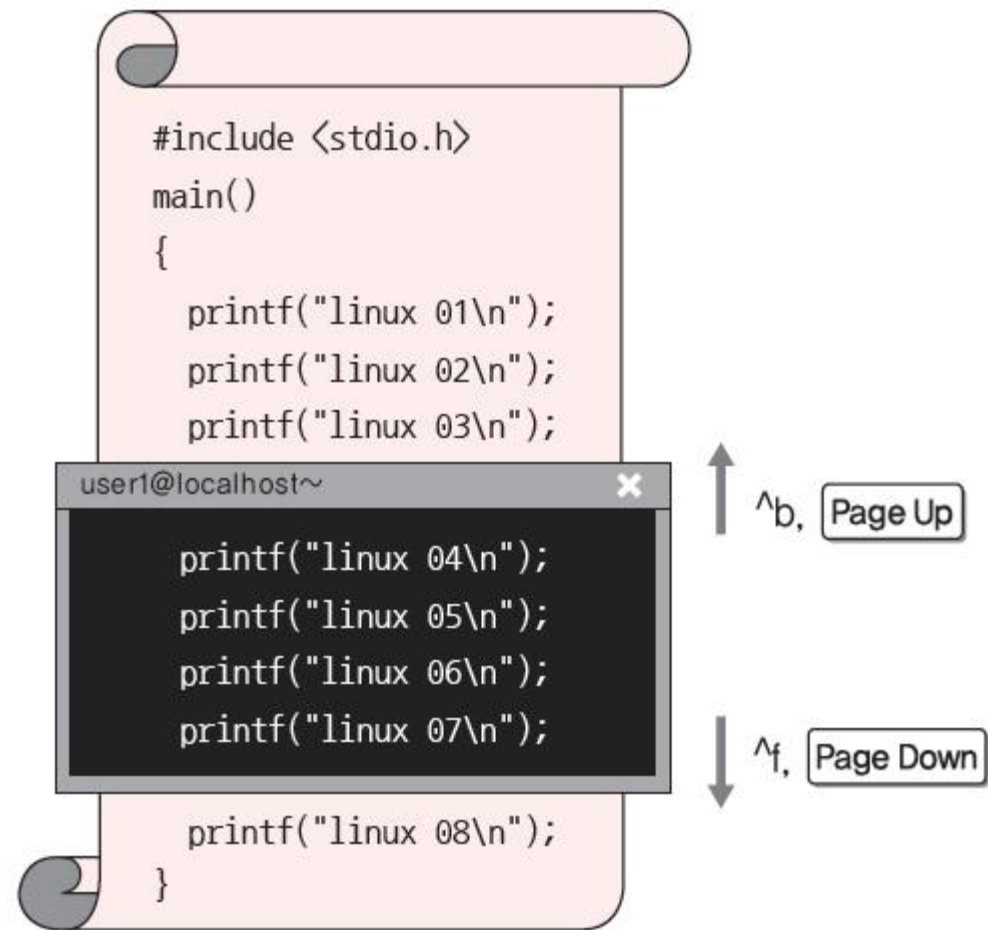 #include <stdio.h>
main()
{
printf("linux 01\n");
printf("linux 02\n");
printf("linux 03\n");
user1@localhost~
^b, Page Up
printf("linux 04\n");
printf("linux 05\n");
printf("linux 06\n");
printf("linux 07\n");
^f, Page Down
printf("linux 08\n");
}